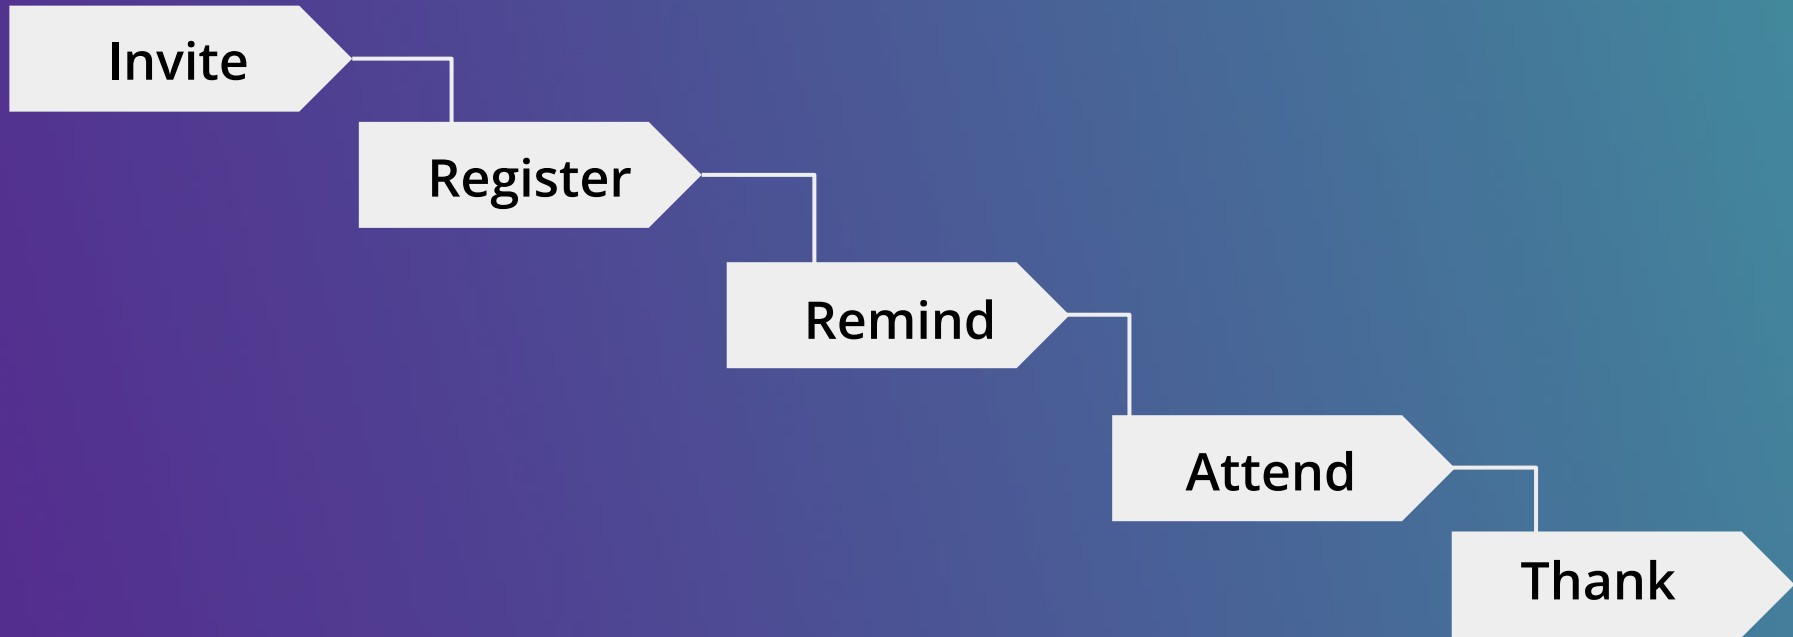 Invite
Register
Remind
Attend
Thank